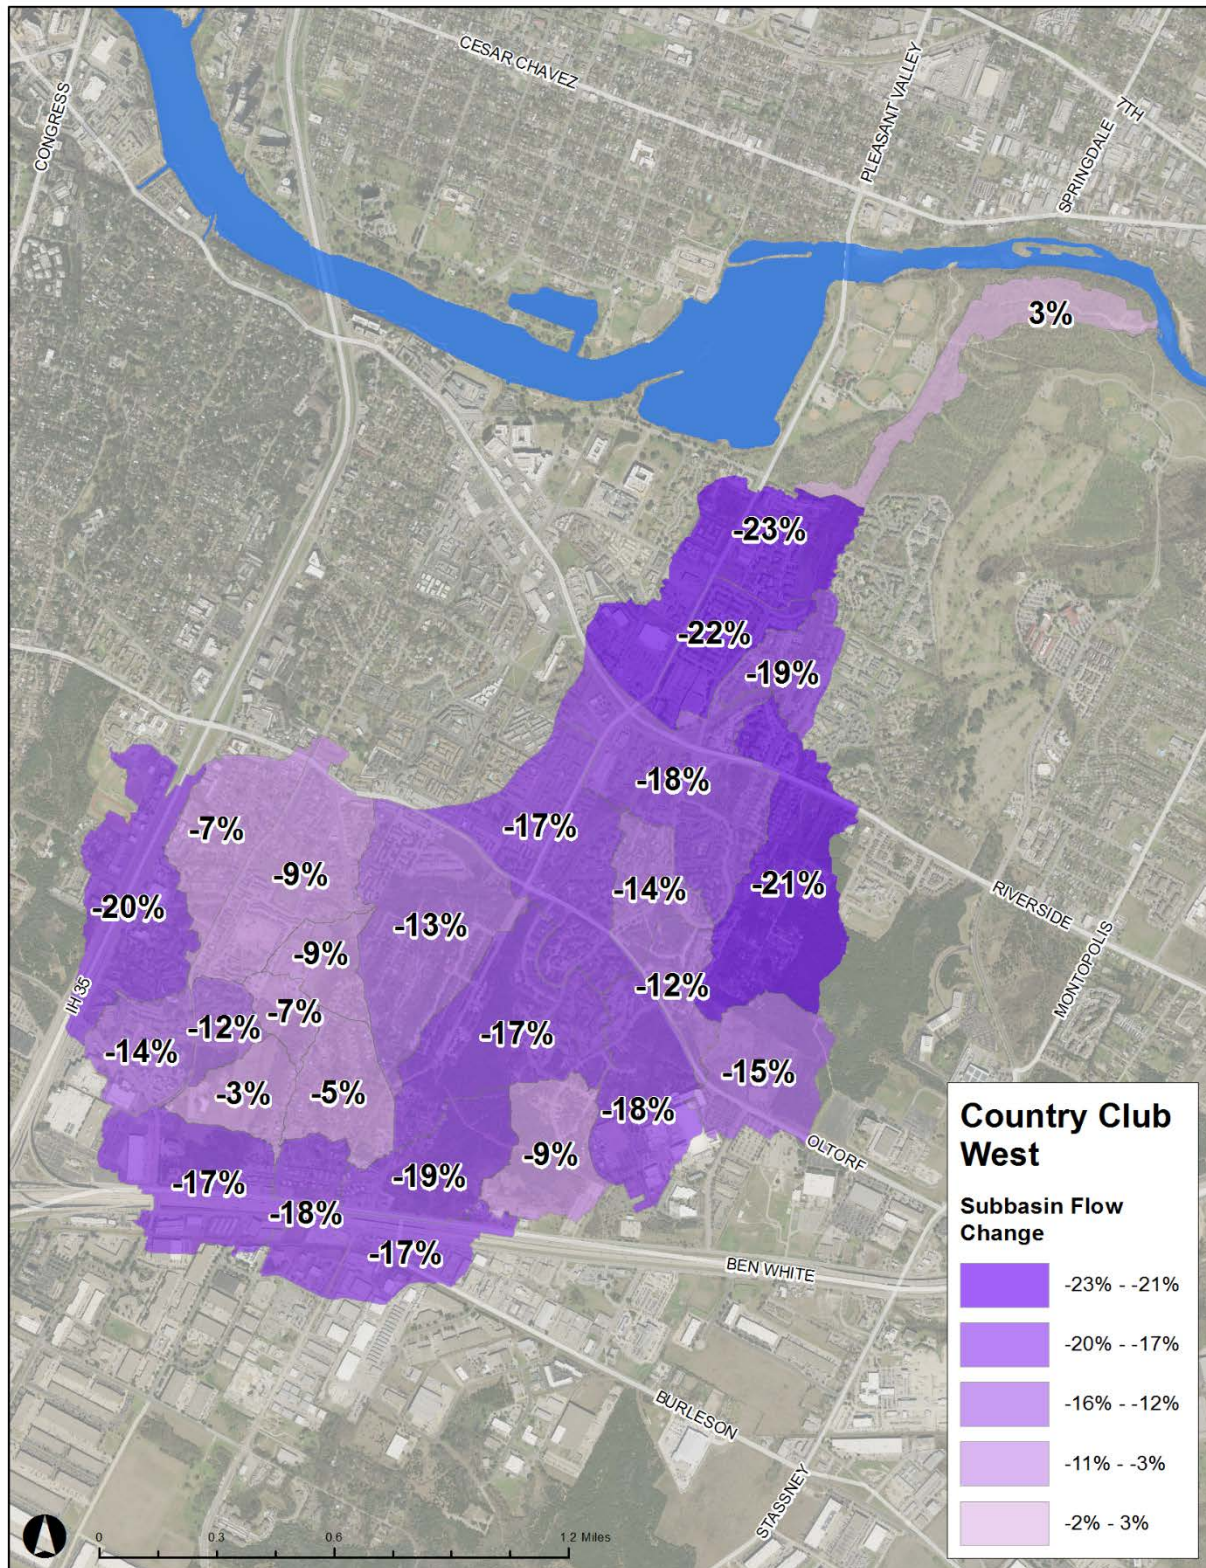 CONGRESS
CESAR CHAVEZ
PLEASANT VALLEY
SPRINGDALE
7TH
3%
-23%
-22%
-19%
-18%
-17%
-7%
-9%
-14%
-21%
-20%
-13%
-9%
RIVERSIDE
MONTOPOLIS
IH 35
-12%
-7%
-12%
-17%
-14%
-15%
-3%
-5%
-18%
-9%
OLTORF
-17%
-19%
-18%
-17%
BEN WHITE
BURLESON
STASSNEY
Country Club
West
Subbasin Flow
Change
-23% - -21%
-20% - -17%
-16% - -12%
-11% - -3%
-2% - 3%
0 0.3 0.6 1.2 Miles